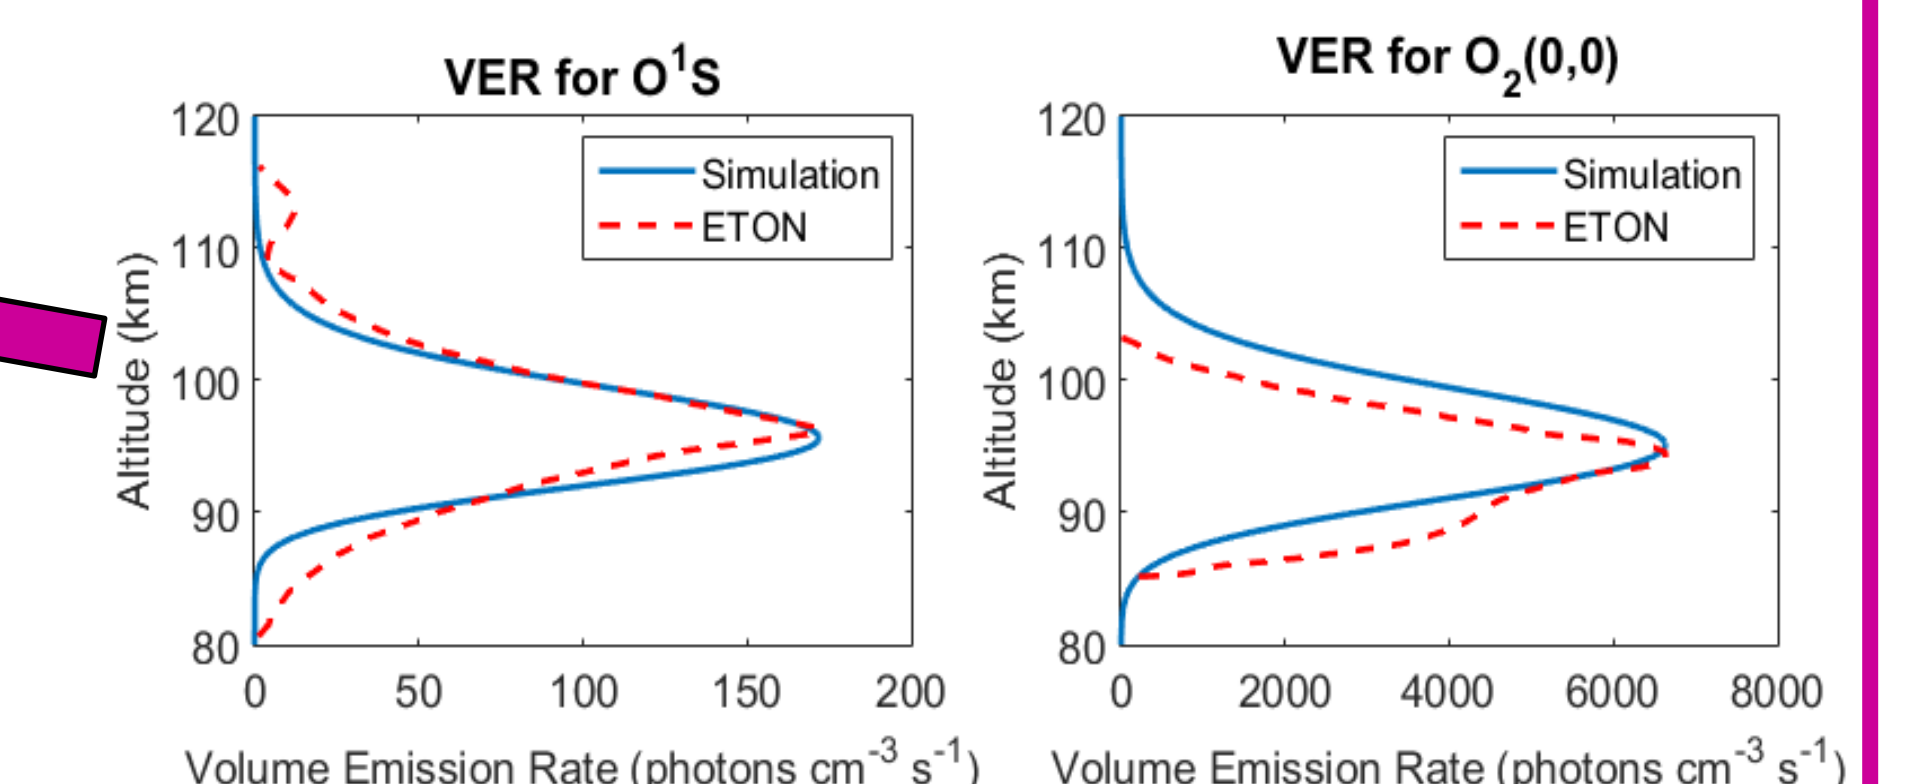 VER for O¹S
120
110
100
90
80
Altitude (km)
Simulation
ETON
0 50 100 150 200
Volume Emission Rate (photons cm⁻³ s⁻¹)
VER for O₂(0,0)
120
110
100
90
80
Altitude (km)
Simulation
ETON
0 2000 4000 6000 8000
Volume Emission Rate (photons cm⁻³ s⁻¹)